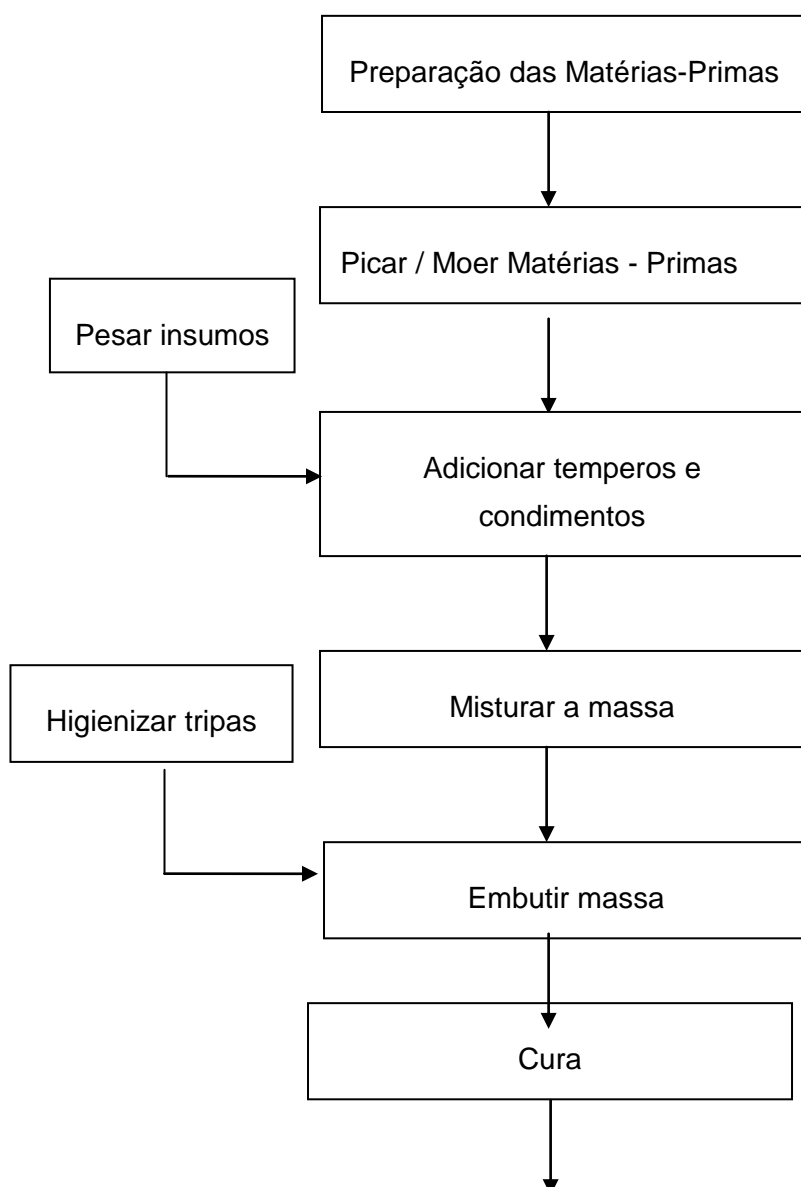 Preparação das Matérias-Primas
Picar / Moer Matérias - Primas
Pesar insumos
Adicionar temperos e
condimentos
Misturar a massa
Higienizar tripas
Embutir massa
Cura